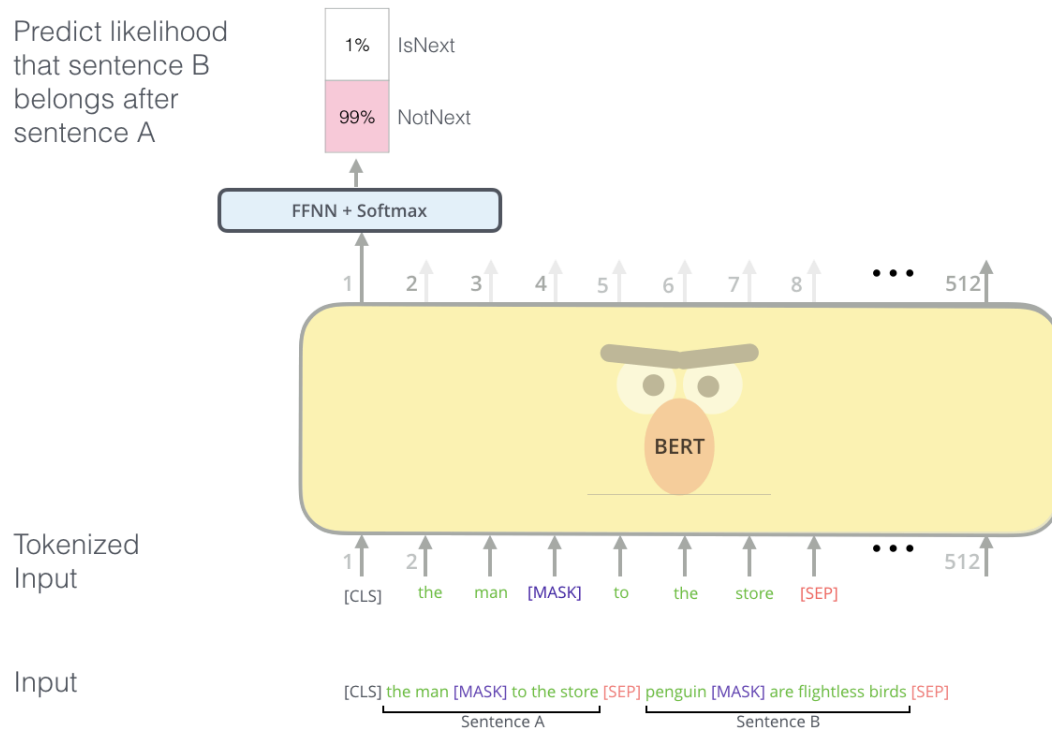 Predict likelihood
that sentence B
belongs after
sentence A
1% IsNext
99% NotNext
FFNN + Softmax
1 2 3 4 5 6 7 8 ••• 512
BERT
Tokenized
Input
1 2 ••• 512
[CLS] the man [MASK] to the store [SEP]
Input
[CLS] the man [MASK] to the store [SEP] penguin [MASK] are flightless birds [SEP]
Sentence A Sentence B